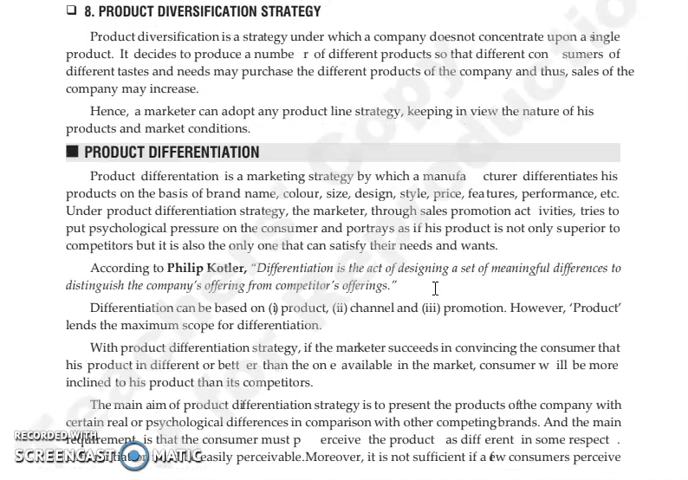 8. PRODUCT DIVERSIFICATION STRATEGY
Product diversification is a strategy under which a company doesnot concentrate upon a single
product. It decides to produce a numbe r of different products so that different con sumers of
different tastes and needs may purchase the different products of the company and thus, sales of the
company may increase.
Hence, a marketer can adopt any product line strategy, keeping in view the nature of his
products and market conditions.
PRODUCT DIFFERENTIATION
Product differentation is a marketing strategy by which a manufa cturer differentiates his
products on the basis of brand name, colour, size, design, style, price, features, performance, etc.
Under product differentiation strategy, the marketer, through sales promotion act ivities, tries to
put psychological pressure on the consumer and portrays as if his product is not only superior to
competitors but it is also the only one that can satisfy their needs and wants.
According to Philip Kotler, "Differentiation is the act of designing a set of meaningful differences to
distinguish the company's offering from competitor's offerings."
Differentiation can be based on (i) product, (ii) channel and (iii) promotion. However, 'Product'
lends the maximum scope for differentiation.
With product differentiation strategy, if the marketer succeeds in convincing the consumer that
his product in different or bett er than the on e available in the market, consumer w ill be more
inclined to his product than its competitors.
The main aim of product differentiation strategy is to present the products ofthe company with
certain real or psychological differences in comparison with other competing brands. And the main
requirement is that the consumer must p erceive the product as diff erent in some respect .
easily perceivable.Moreover, it is not sufficient if a few consumers perceive
RECORDED WITH
SCREENCAST MATIC